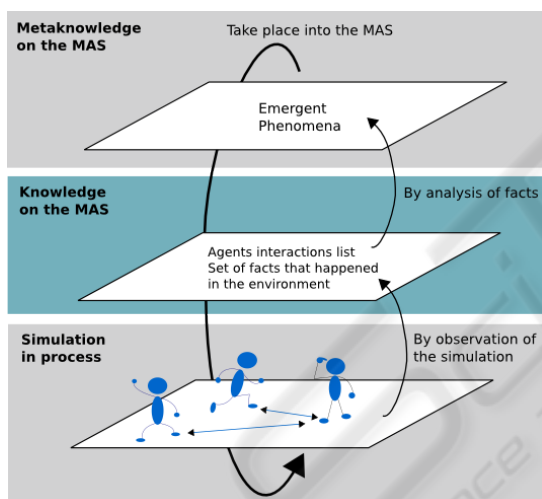 Metaknowledge
on the MAS
Take place into the MAS
Emergent
Phenomena
Knowledge
on the MAS
By analysis of facts
Agents interactions list
Set of facts that happened
in the environment
Simulation
in process
By observation of
the simulation